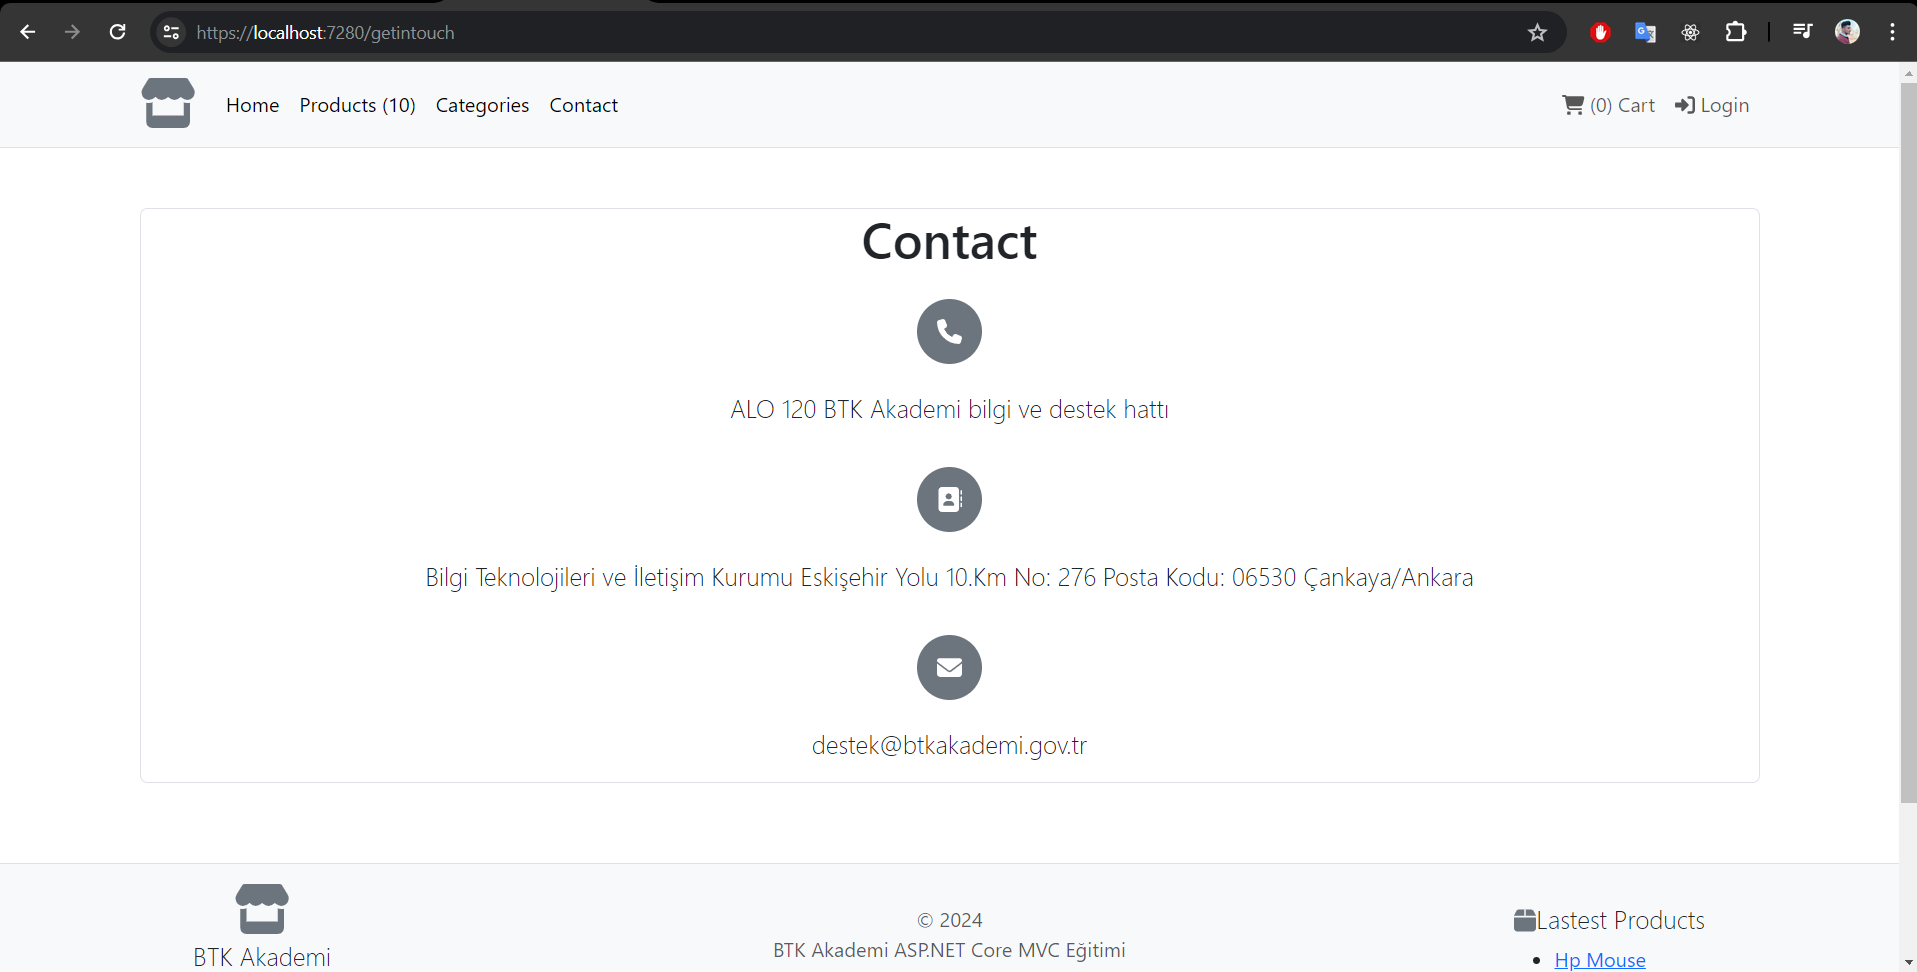 https://localhost:7280/getintouch
Home Products (10) Categories Contact (0) Cart Login
Contact
ALO 120 BTK Akademi bilgi ve destek hattı
Bilgi Teknolojileri ve İletişim Kurumu Eskişehir Yolu 10.Km No: 276 Posta Kodu: 06530 Çankaya/Ankara
destek@btkakademi.gov.tr
BTK Akademi
© 2024
BTK Akademi ASP.NET Core MVC Eğitimi
Lastest Products
Hp Mouse